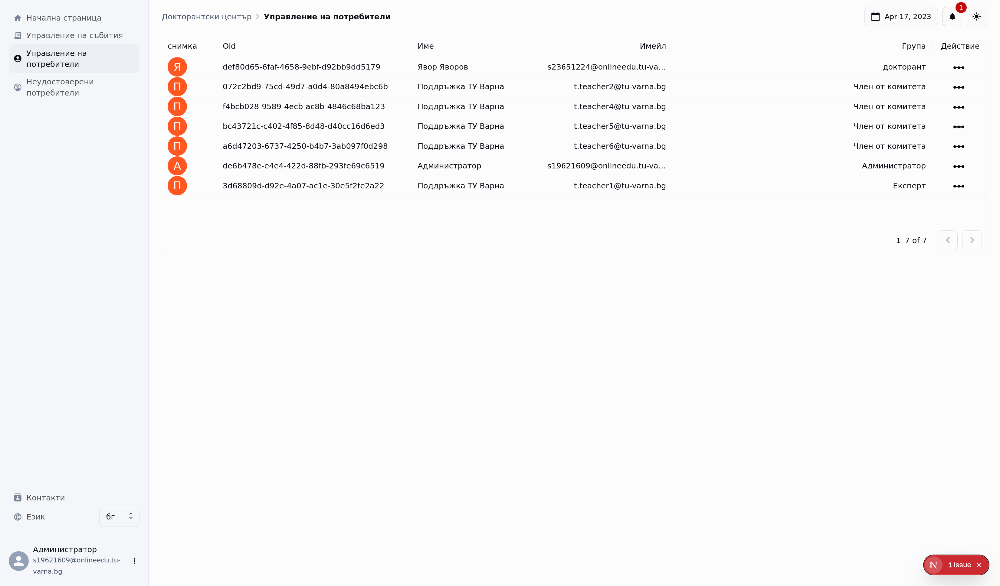 Начална страница
Управление на събития
Управление на
потребители
Неудостоверени
потребители
Контакти
Език
бг
Администратор
s19621609@onlineedu.tu-
varna.bg
Докторантски център
Управление на потребители
Apr 17, 2023
1
снимка Oid Име Имейл Група Действие
Я def80d65-6faf-4658-9ebf-d92bb9dd5179 Явор Яворов s23651224@onlineedu.tu-va... докторант
П 072c2bd9-75cd-49d7-a0d4-80a8494ebc6b Поддръжка ТУ Варна t.teacher2@tu-varna.bg Член от комитета
П f4bcb028-9589-4ecb-ac8b-4846c68ba123 Поддръжка ТУ Варна t.teacher4@tu-varna.bg Член от комитета
П bc43721c-c402-4f85-8d48-d40cc16d6ed3 Поддръжка ТУ Варна t.teacher5@tu-varna.bg Член от комитета
П a6d47203-6737-4250-b4b7-3ab097f0d298 Поддръжка ТУ Варна t.teacher6@tu-varna.bg Член от комитета
А de6b478e-e4e4-422d-88fb-293fe69c6519 Администратор s19621609@onlineedu.tu-va... Администратор
П 3d68809d-d92e-4a07-ac1e-30e5f2fe2a22 Поддръжка ТУ Варна t.teacher1@tu-varna.bg Експерт
1–7 of 7
N 1 Issue